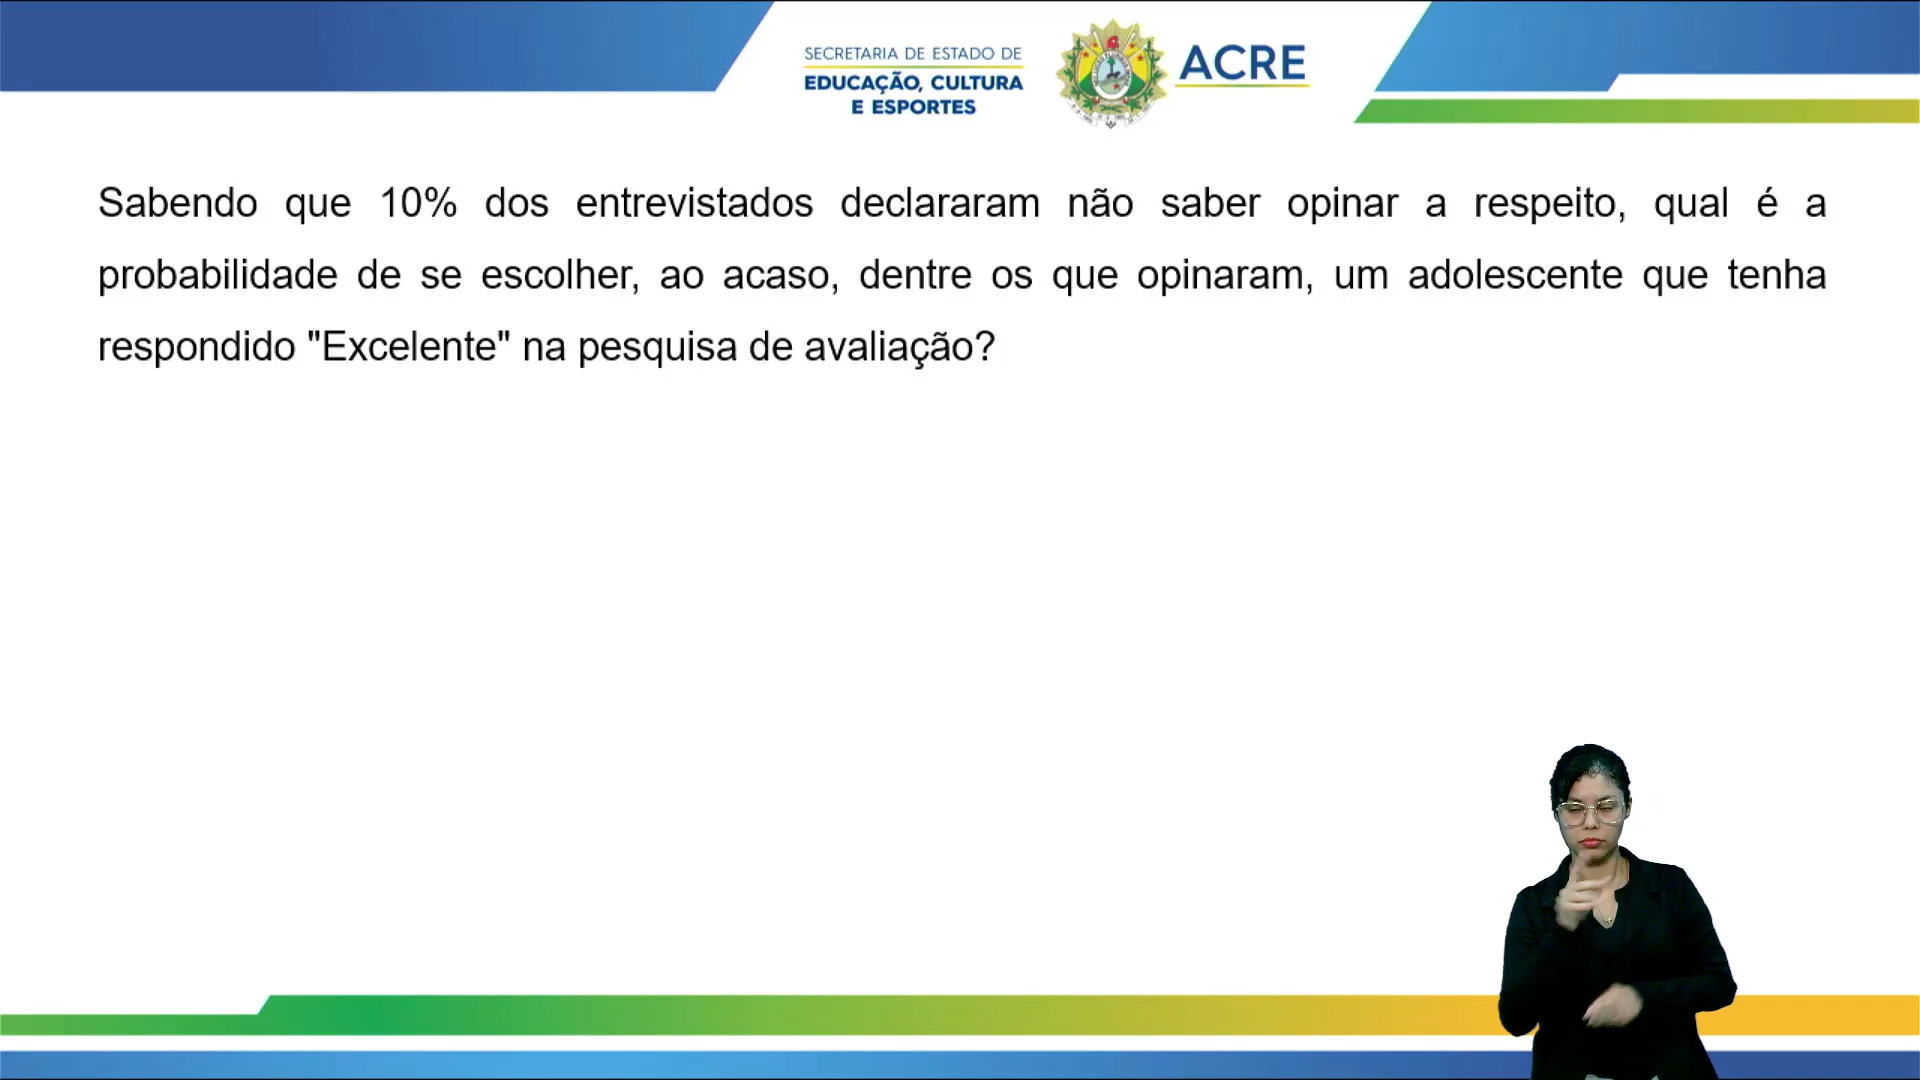 SECRETARIA DE ESTADO DE
EDUCAÇÃO, CULTURA
E ESPORTES
ACRE
Sabendo que 10% dos entrevistados declararam não saber opinar a respeito, qual é a
probabilidade de se escolher, ao acaso, dentre os que opinaram, um adolescente que tenha
respondido "Excelente" na pesquisa de avaliação?